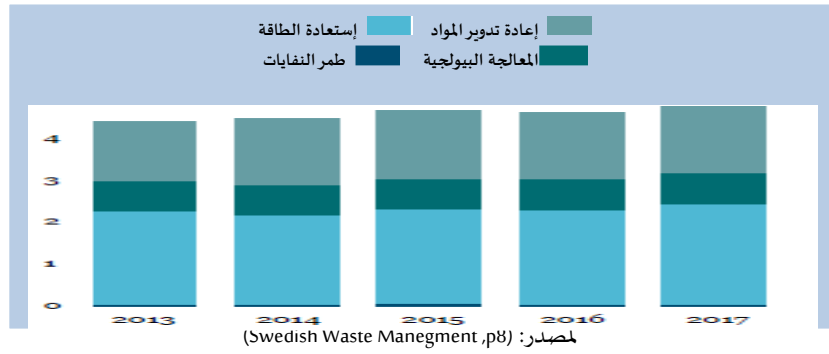 إعادة تدوير المواد إستعادة الطاقة
المعالجة البيولجية طمر النفايات
4
3
2
1
0
2013 2014 2015 2016 2017
لمصدر: (Swedish Waste Manegment ,p8)